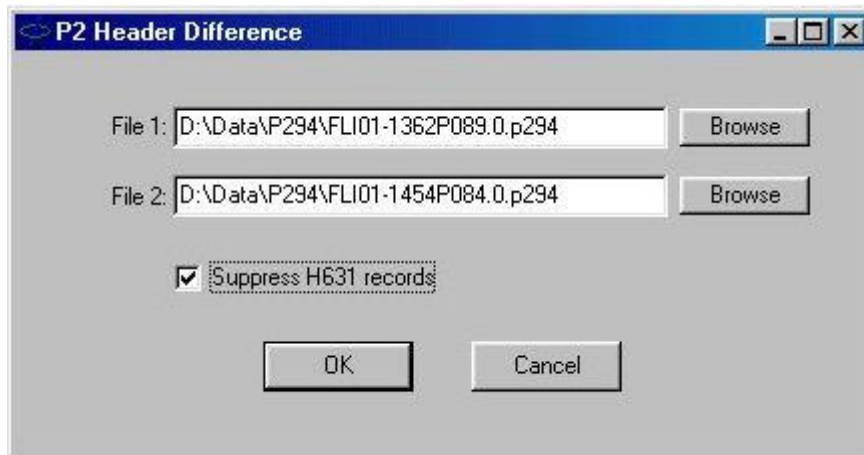 P2 Header Difference
File 1: D:\Data\P294\FLI01-1362P089.0.p294 Browse
File 2: D:\Data\P294\FLI01-1454P084.0.p294 Browse
Suppress H631 records
OK Cancel